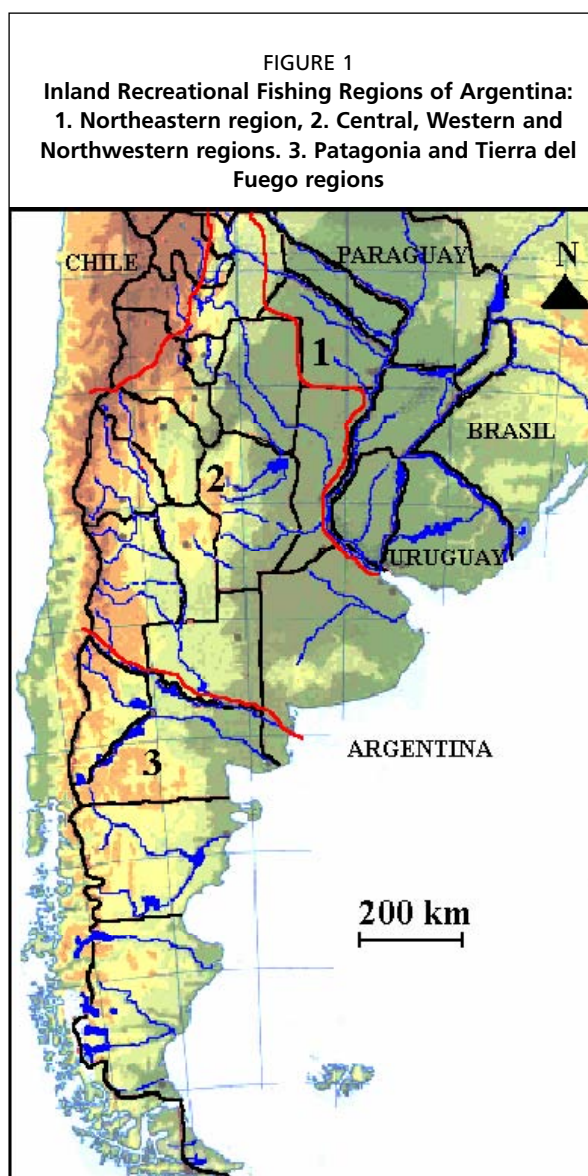 FIGURE 1
Inland Recreational Fishing Regions of Argentina:
1. Northeastern region, 2. Central, Western and
Northwestern regions. 3. Patagonia and Tierra del
Fuego regions
CHILE
PARAGUAY
N
1
BRASIL
2
URUGUAY
ARGENTINA
3
200 km